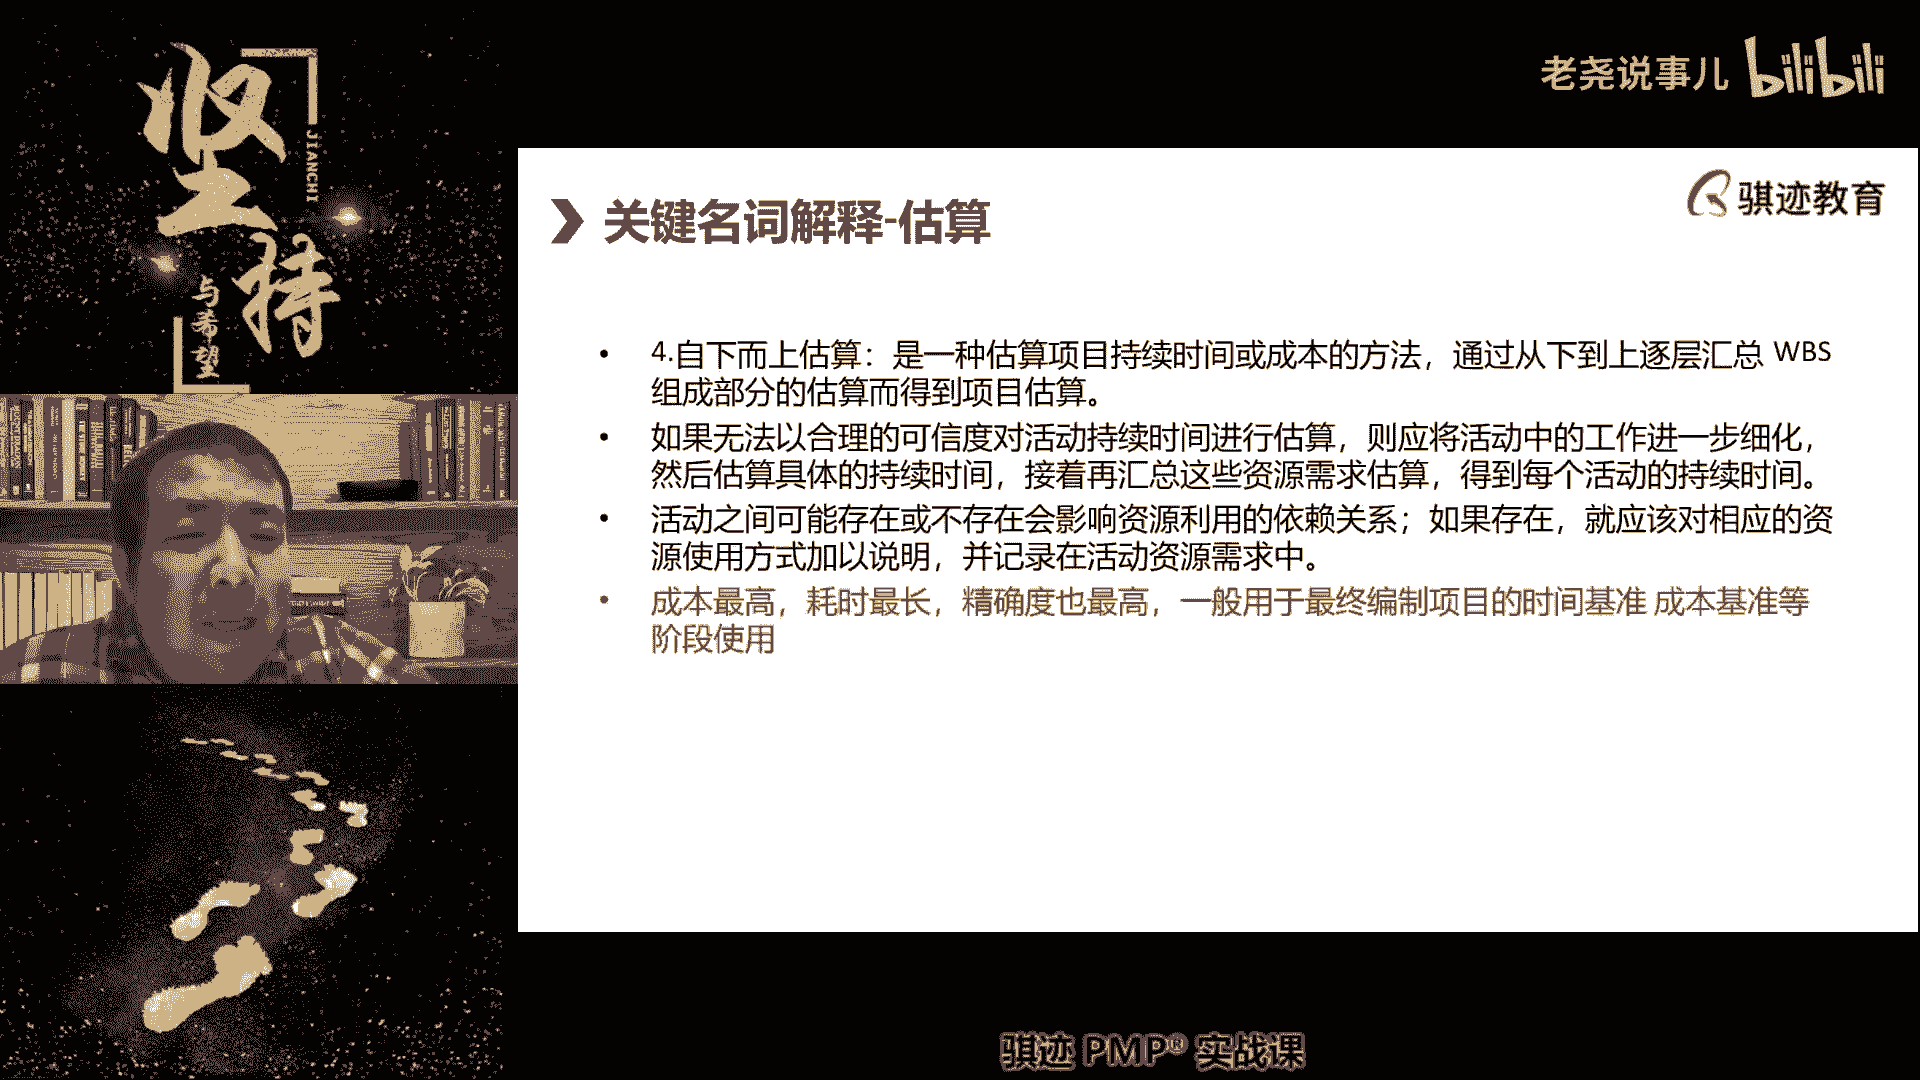 坚持
JIANCHI
与希望
老尧说事儿 bilibili
骐迹教育
关键名词解释-估算
• 4.自下而上估算：是一种估算项目持续时间或成本的方法，通过从下到上逐层汇总 WBS
组成部分的估算而得到项目估算。
• 如果无法以合理的可信度对活动持续时间进行估算，则应将活动中的工作进一步细化，
然后估算具体的持续时间，接着再汇总这些资源需求估算，得到每个活动的持续时间。
• 活动之间可能存在或不存在会影响资源利用的依赖关系；如果存在，就应该对相应的资
源使用方式加以说明，并记录在活动资源需求中。
• 成本最高，耗时最长，精确度也最高，一般用于最终编制项目的时间基准 成本基准等
阶段使用
骐迹 PMP® 实战课